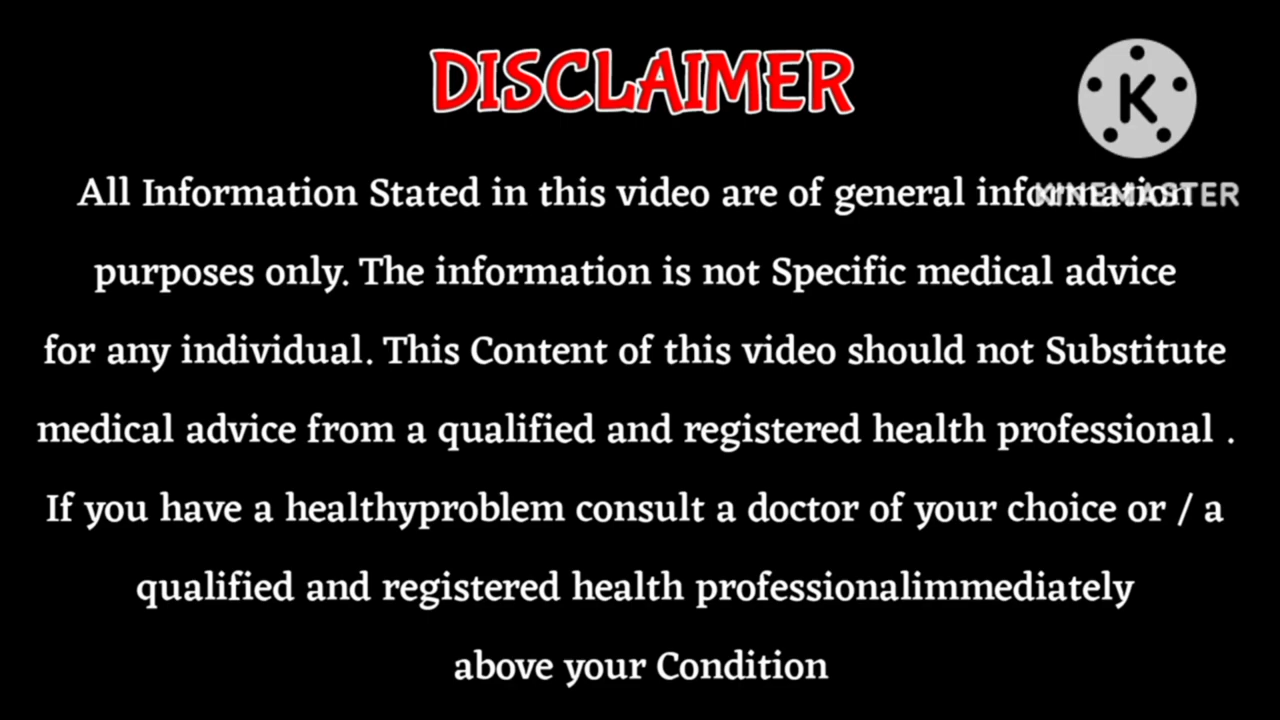 DISCLAIMER
K
KINEMASTER
All Information Stated in this video are of general information
purposes only. The information is not Specific medical advice
for any individual. This Content of this video should not Substitute
medical advice from a qualified and registered health professional .
If you have a healthyproblem consult a doctor of your choice or / a
qualified and registered health professionalimmediately
above your Condition